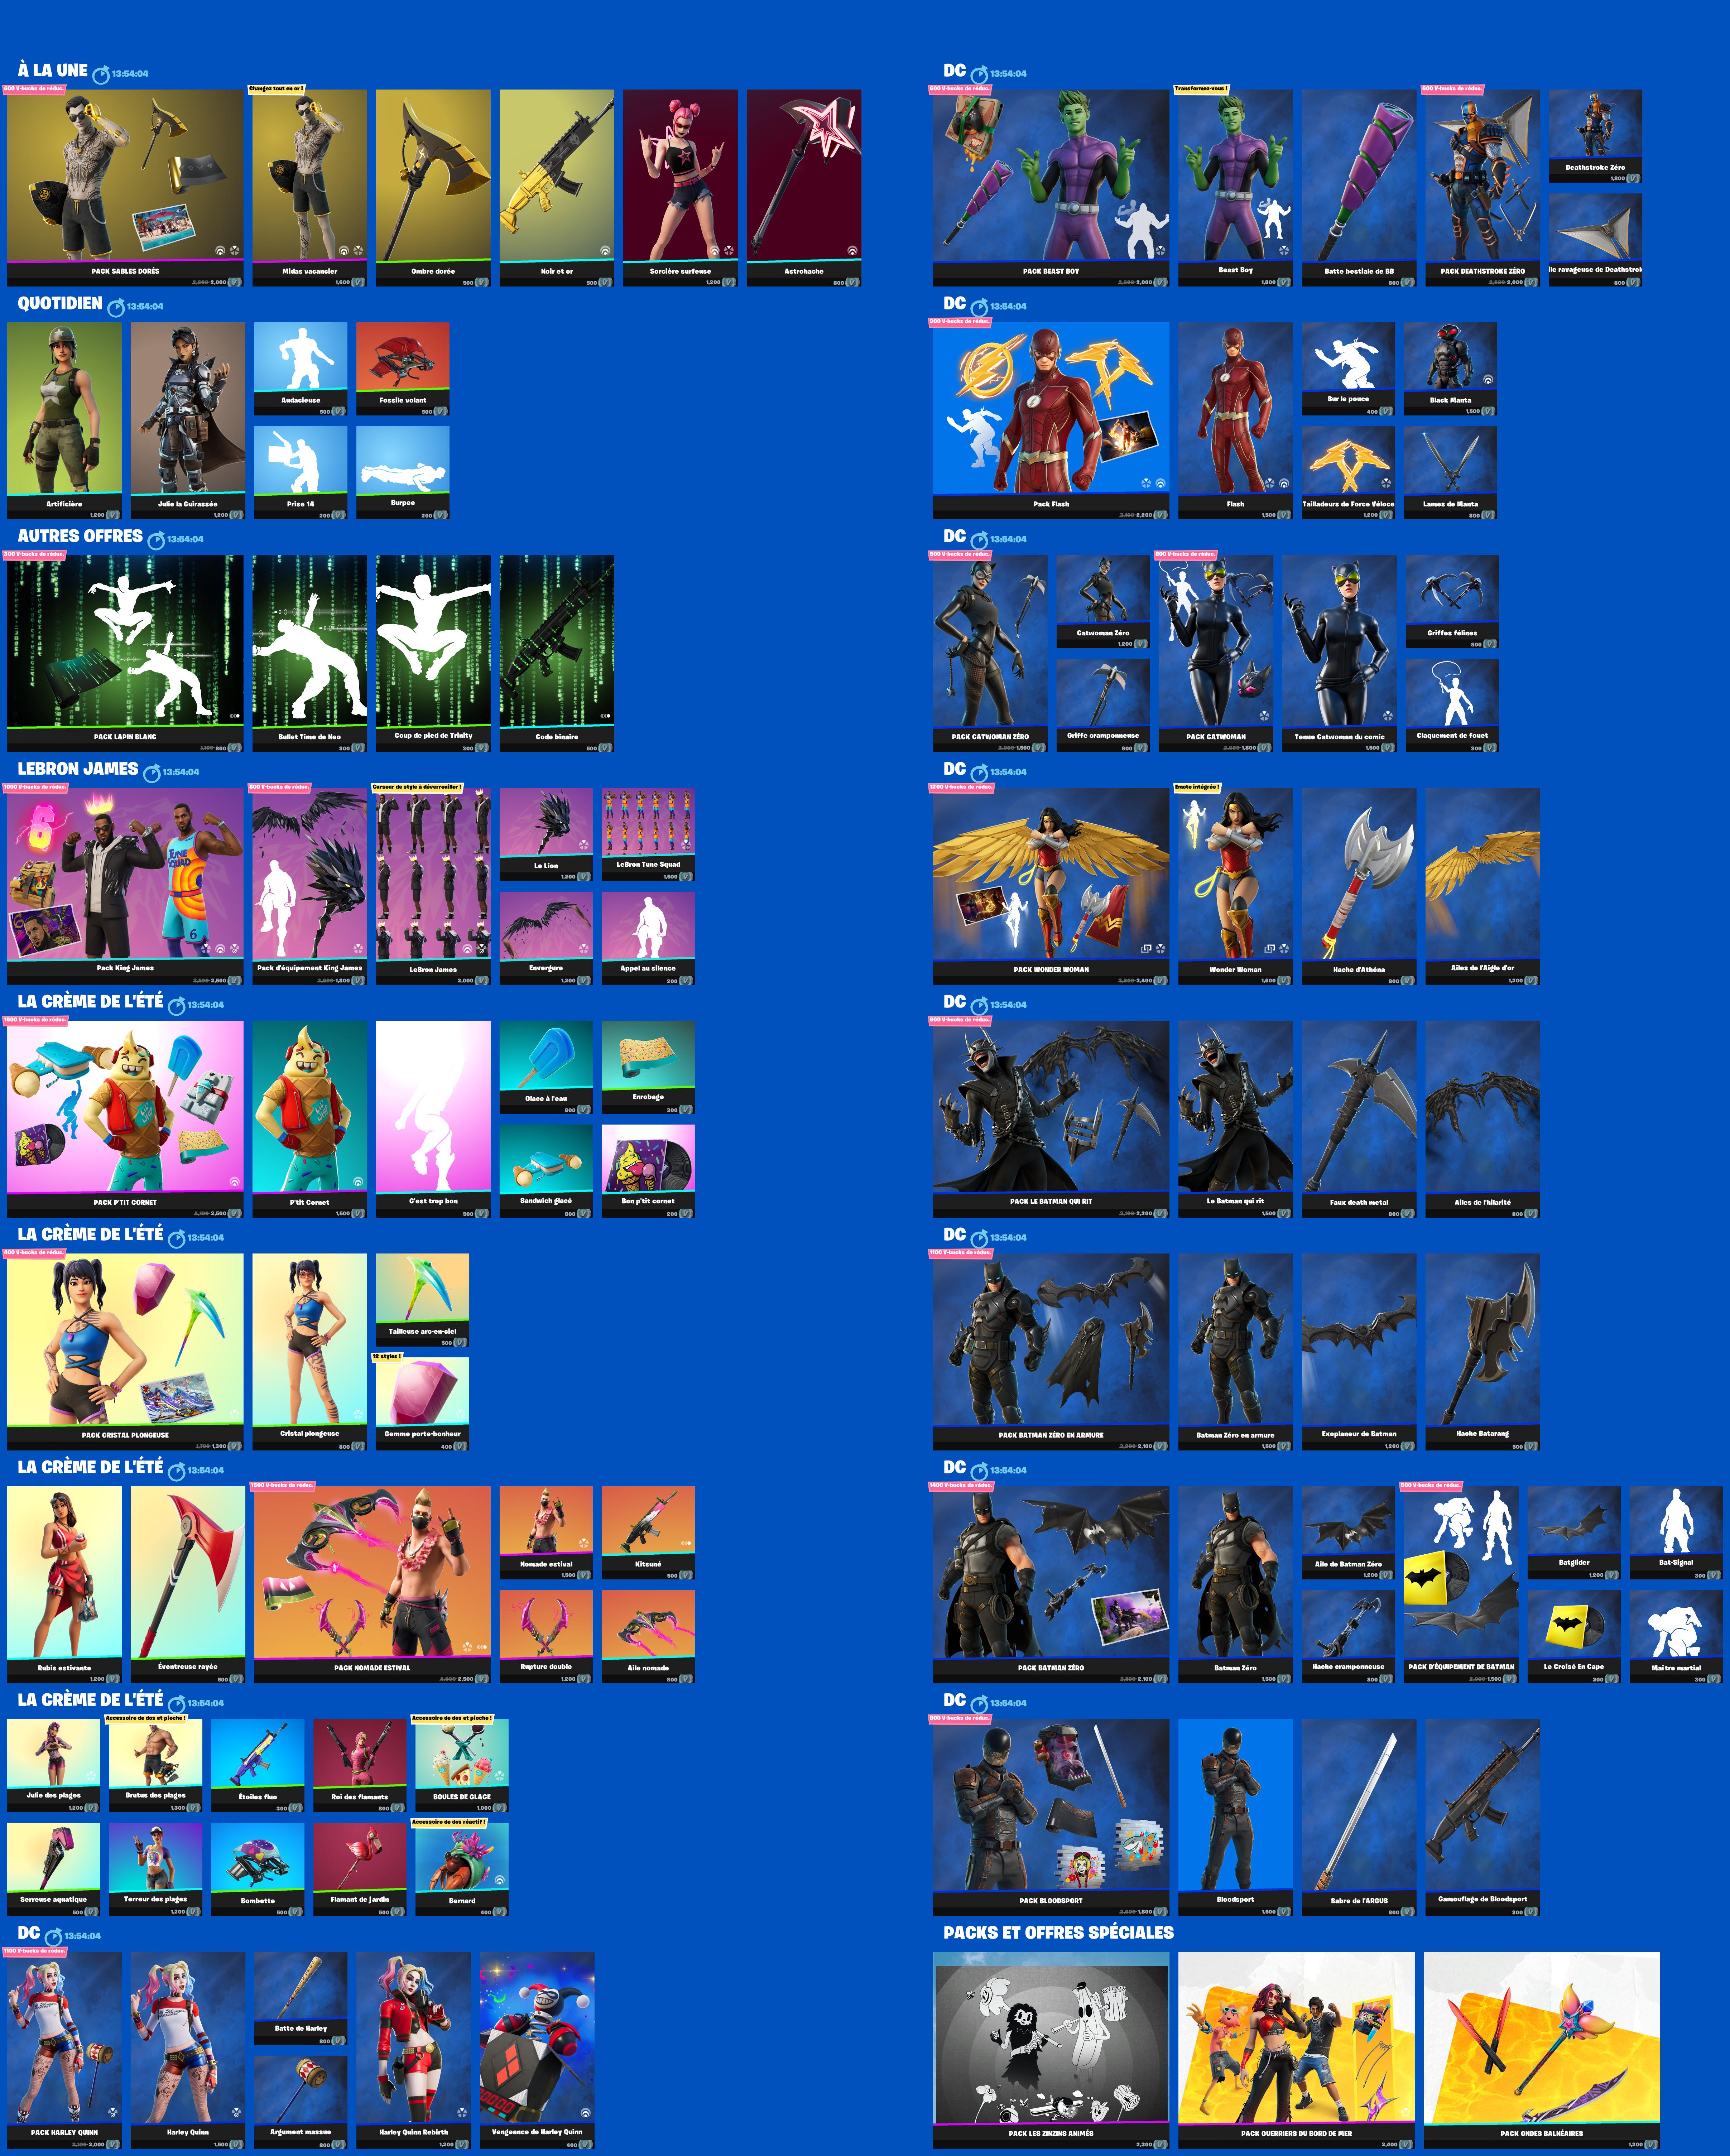 À LA UNE 13:54:04
800 V-bucks de réduc.
PACK SABLES DORÉS
2,000
Changez tout en or !
Midas vacancier
1,600
Ombre dorée
500
Noir et or
500
Sorcière surfeuse
1,200
Astrohache
800
QUOTIDIEN 13:54:04
Artificière
1,200
Julie la Cuirassée
1,200
Audacieuse
500
Fossile volant
500
Prise 14
200
Burpee
200
AUTRES OFFRES 13:54:04
300 V-bucks de réduc.
PACK LAPIN BLANC
1,100 800
Bullet Time de Neo
300
Coup de pied de Trinity
300
Code binaire
500
LEBRON JAMES 13:54:04
1000 V-bucks de réduc.
Pack King James
3,500 2,500
800 V-bucks de réduc.
Pack d'équipement King James
2,600 1,800
Curseur de style à déverrouiller !
LeBron James
2,000
Le Lion
1,200
LeBron Tune Squad
1,500
Envergure
1,200
Appel au silence
200
LA CRÈME DE L'ÉTÉ 13:54:04
1600 V-bucks de réduc.
PACK P'TIT CORNET
4,100 2,500
P'tit Cornet
1,500
C'est trop bon
500
Glace à l'eau
800
Enrobage
300
Sandwich glacé
800
Bon p'tit cornet
200
LA CRÈME DE L'ÉTÉ 13:54:04
400 V-bucks de réduc.
PACK CRISTAL PLONGEUSE
1,700 1,300
Cristal plongeuse
800
Tailleuse arc-en-ciel
500
12 styles !
Gemme porte-bonheur
400
LA CRÈME DE L'ÉTÉ 13:54:04
Rubis estivante
1,200
Éventreuse rayée
500
1500 V-bucks de réduc.
PACK NOMADE ESTIVAL
4,000 2,500
Nomade estival
1,500
Kitsuné
500
Rupture double
1,200
Aile nomade
800
LA CRÈME DE L'ÉTÉ 13:54:04
Julie des plages
1,200
Accessoire de dos et pioche !
Brutus des plages
1,300
Étoiles fluo
300
Roi des flamants
800
Accessoire de dos et pioche !
BOULES DE GLACE
1,000
Serreuse aquatique
500
Terreur des plages
1,200
Bombette
500
Flamant de jardin
500
Accessoire de dos réactif !
Bernard
400
DC 13:54:04
1100 V-bucks de réduc.
PACK HARLEY QUINN
3,100 2,000
Harley Quinn
1,500
Batte de Harley
800
Argument massue
800
Harley Quinn Rebirth
1,200
Vengeance de Harley Quinn
400
DC 13:54:04
PACK BEAST BOY
2,000
Transformez-vous !
Beast Boy
1,800
Batte bestiale de BB
800
PACK DEATHSTROKE ZÉRO
2,000
Deathstroke Zéro
1,800
ile ravageuse de Deathstrok
800
DC 13:54:04
900 V-bucks de réduc.
Pack Flash
3,100 2,200
Flash
1,500
Sur le pouce
400
Black Manta
1,500
Tailladeurs de Force Véloce
1,200
Lames de Manta
800
DC 13:54:04
500 V-bucks de réduc.
PACK CATWOMAN ZÉRO
2,000 1,500
Catwoman Zéro
1,200
Griffe cramponneuse
800
800 V-bucks de réduc.
PACK CATWOMAN
2,600 1,800
Tenue Catwoman du comic
1,500
Griffes félines
800
Claquement de fouet
300
DC 13:54:04
1200 V-bucks de réduc.
PACK WONDER WOMAN
3,600 2,400
Emote intégrée !
Wonder Woman
1,600
Hache d'Athéna
800
Ailes de l'Aigle d'or
1,200
DC 13:54:04
900 V-bucks de réduc.
PACK LE BATMAN QUI RIT
3,100 2,200
Le Batman qui rit
1,500
Faux death metal
800
Ailes de l'hilarité
800
DC 13:54:04
1100 V-bucks de réduc.
PACK BATMAN ZÉRO EN ARMURE
3,200 2,100
Batman Zéro en armure
1,500
Exoplaneur de Batman
1,200
Hache Batarang
500
DC 13:54:04
1400 V-bucks de réduc.
PACK BATMAN ZÉRO
3,500 2,100
Batman Zéro
1,500
Aile de Batman Zéro
1,200
Hache cramponneuse
800
500 V-bucks de réduc.
PACK D'ÉQUIPEMENT DE BATMAN
2,000 1,500
Batglider
1,200
Bat-Signal
300
Le Croisé En Cape
200
Maître martial
300
DC 13:54:04
800 V-bucks de réduc.
PACK BLOODSPORT
2,600 1,800
Bloodsport
1,500
Sabre de l'ARGUS
800
Camouflage de Bloodsport
300
PACKS ET OFFRES SPÉCIALES
PACK LES ZINZINS ANIMÉS
3,200
PACK GUERRIERS DU BORD DE MER
2,400
PACK ONDES BALNÉAIRES
1,200